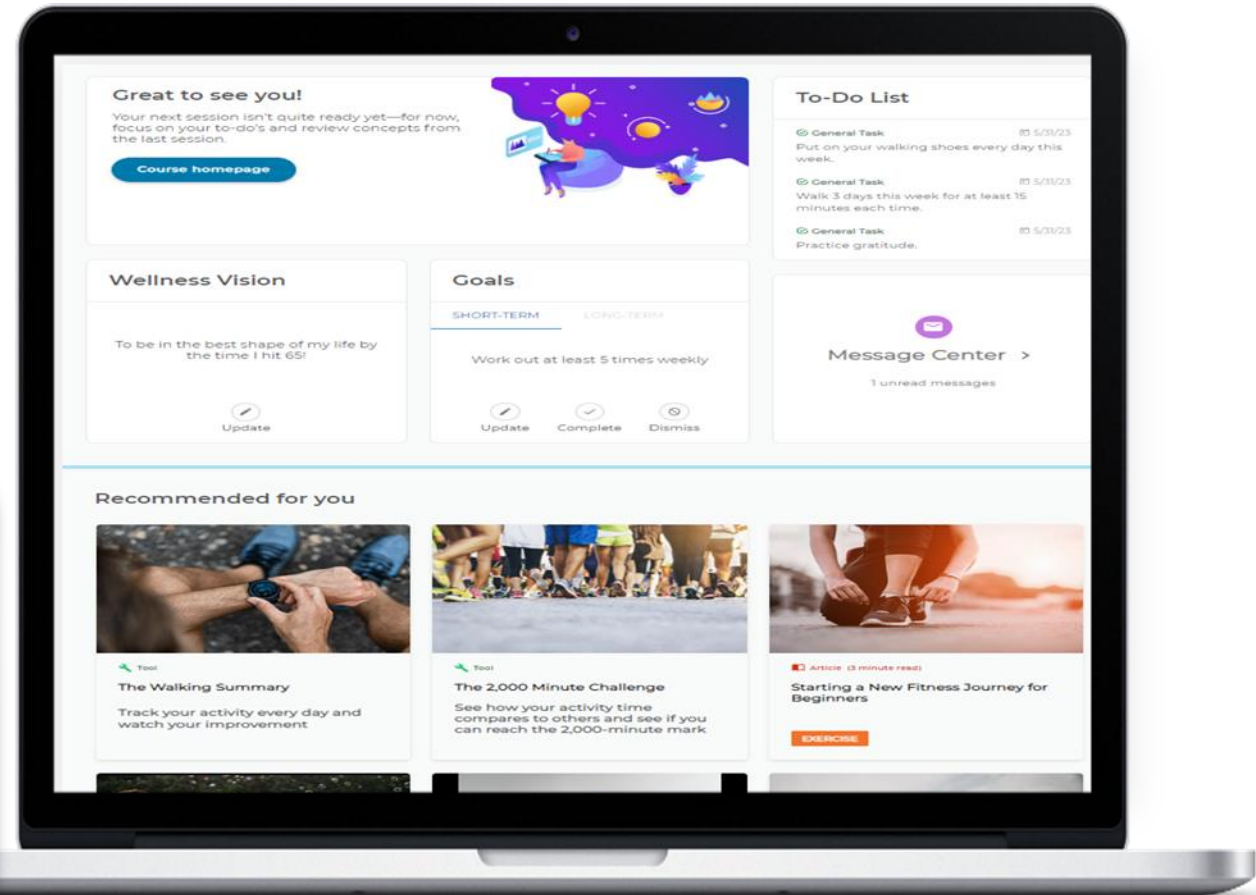 Great to see you!
Your next session isn't quite ready yet—for now,
focus on your to-do's and review concepts from
the last session.
Course homepage
To-Do List
General Task 5/31/23
Put on your walking shoes every day this
week.
General Task 5/31/23
Walk 3 days this week for at least 15
minutes each time.
General Task 5/31/23
Practice gratitude.
Wellness Vision
To be in the best shape of my life by
the time I hit 65!
Update
Goals
SHORT-TERM LONG-TERM
Work out at least 5 times weekly
Update Complete Dismiss
Message Center >
1 unread messages
Recommended for you
Tool
The Walking Summary
Track your activity every day and
watch your improvement
Tool
The 2,000 Minute Challenge
See how your activity time
compares to others and see if you
can reach the 2,000-minute mark
Article (3 minute read)
Starting a New Fitness Journey for
Beginners
EXERCISE